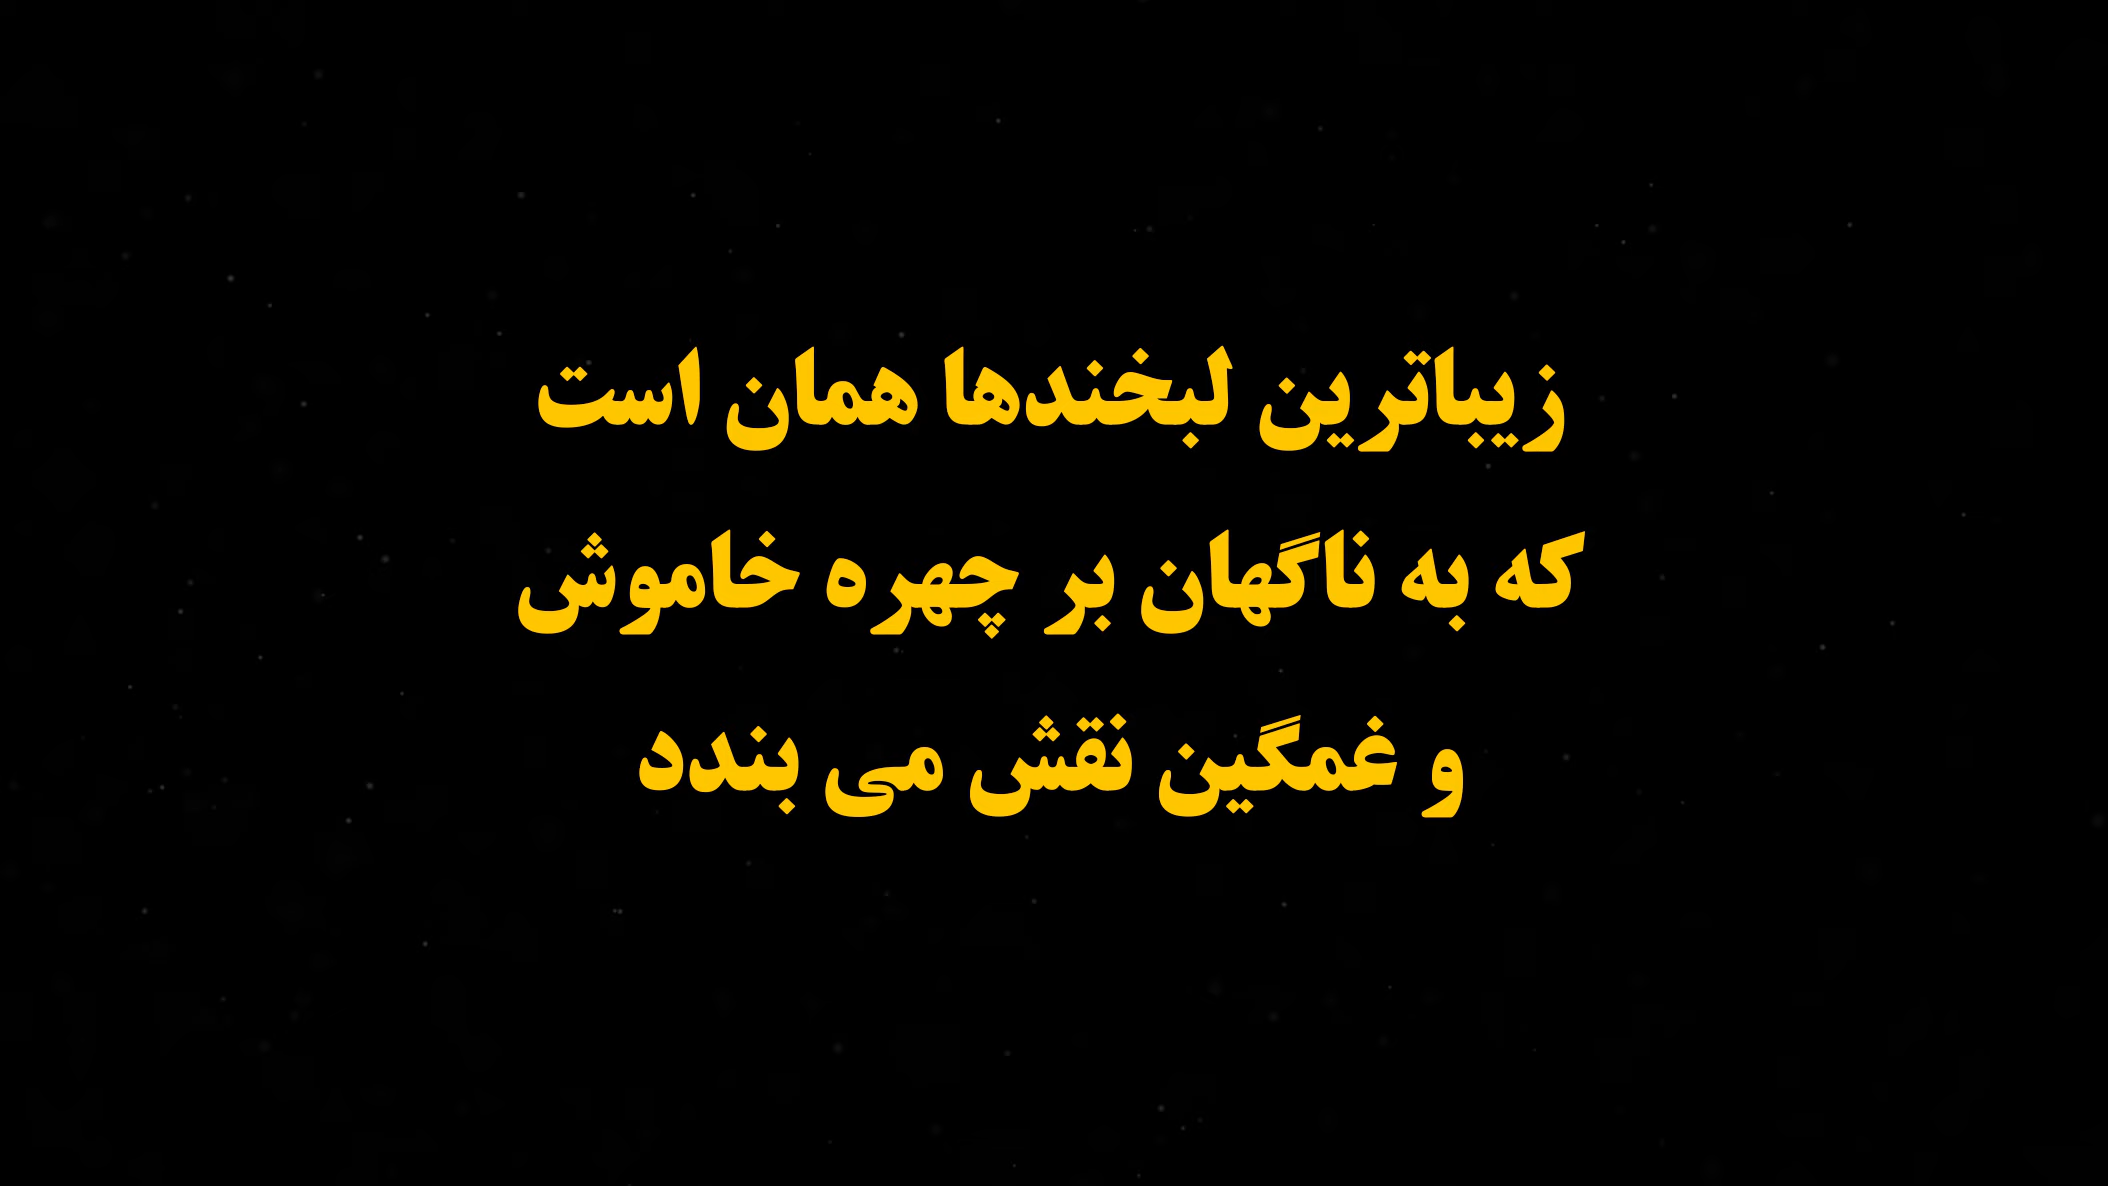 زیباترین لبخندها همان است
که به ناگهان بر چهره خاموش
و غمگین نقش می بندد